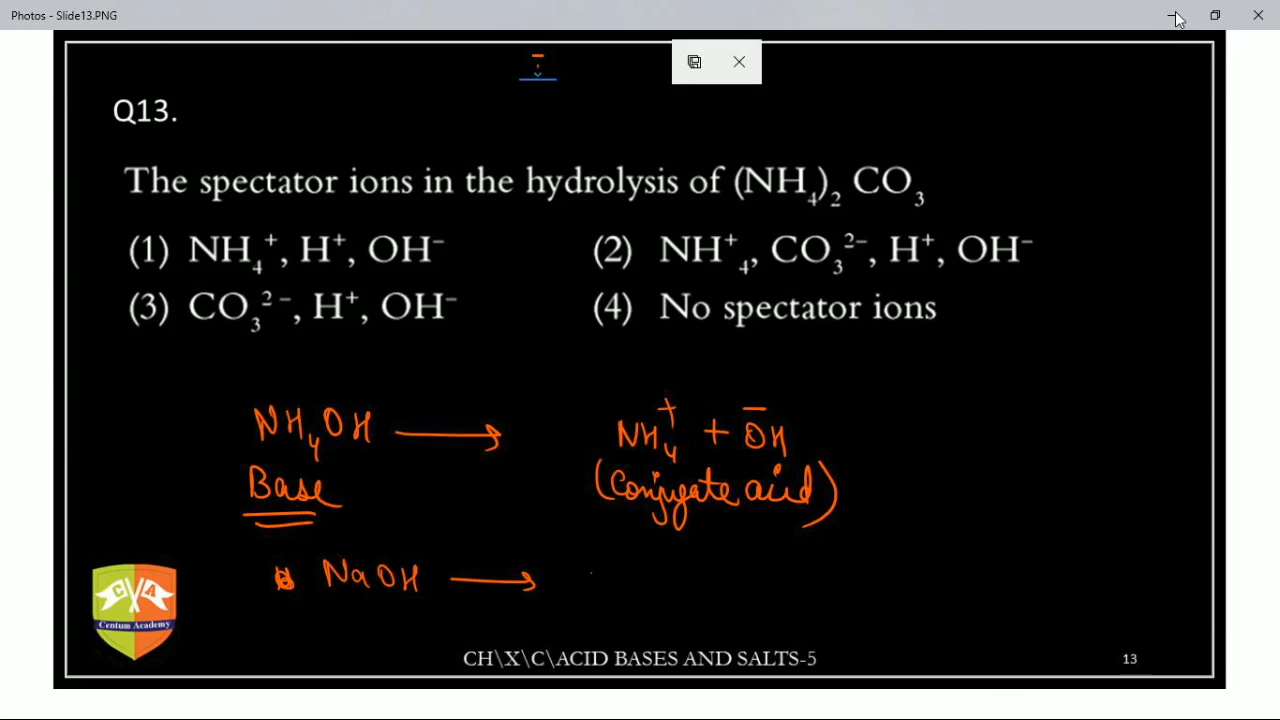 Photos - Slide13.PNG
Q13.
The spectator ions in the hydrolysis of (NH₄)₂ CO₃
(1) NH₄⁺, H⁺, OH⁻
(2) NH⁺₄, CO₃²⁻, H⁺, OH⁻
(3) CO₃²⁻, H⁺, OH⁻
(4) No spectator ions
NH₄OH ⟶ NH₄⁺ + ŌH
Base (Conjugate acid)
NaOH ⟶
C A
Centum Academy
CH\X\C\ACID BASES AND SALTS-5
13